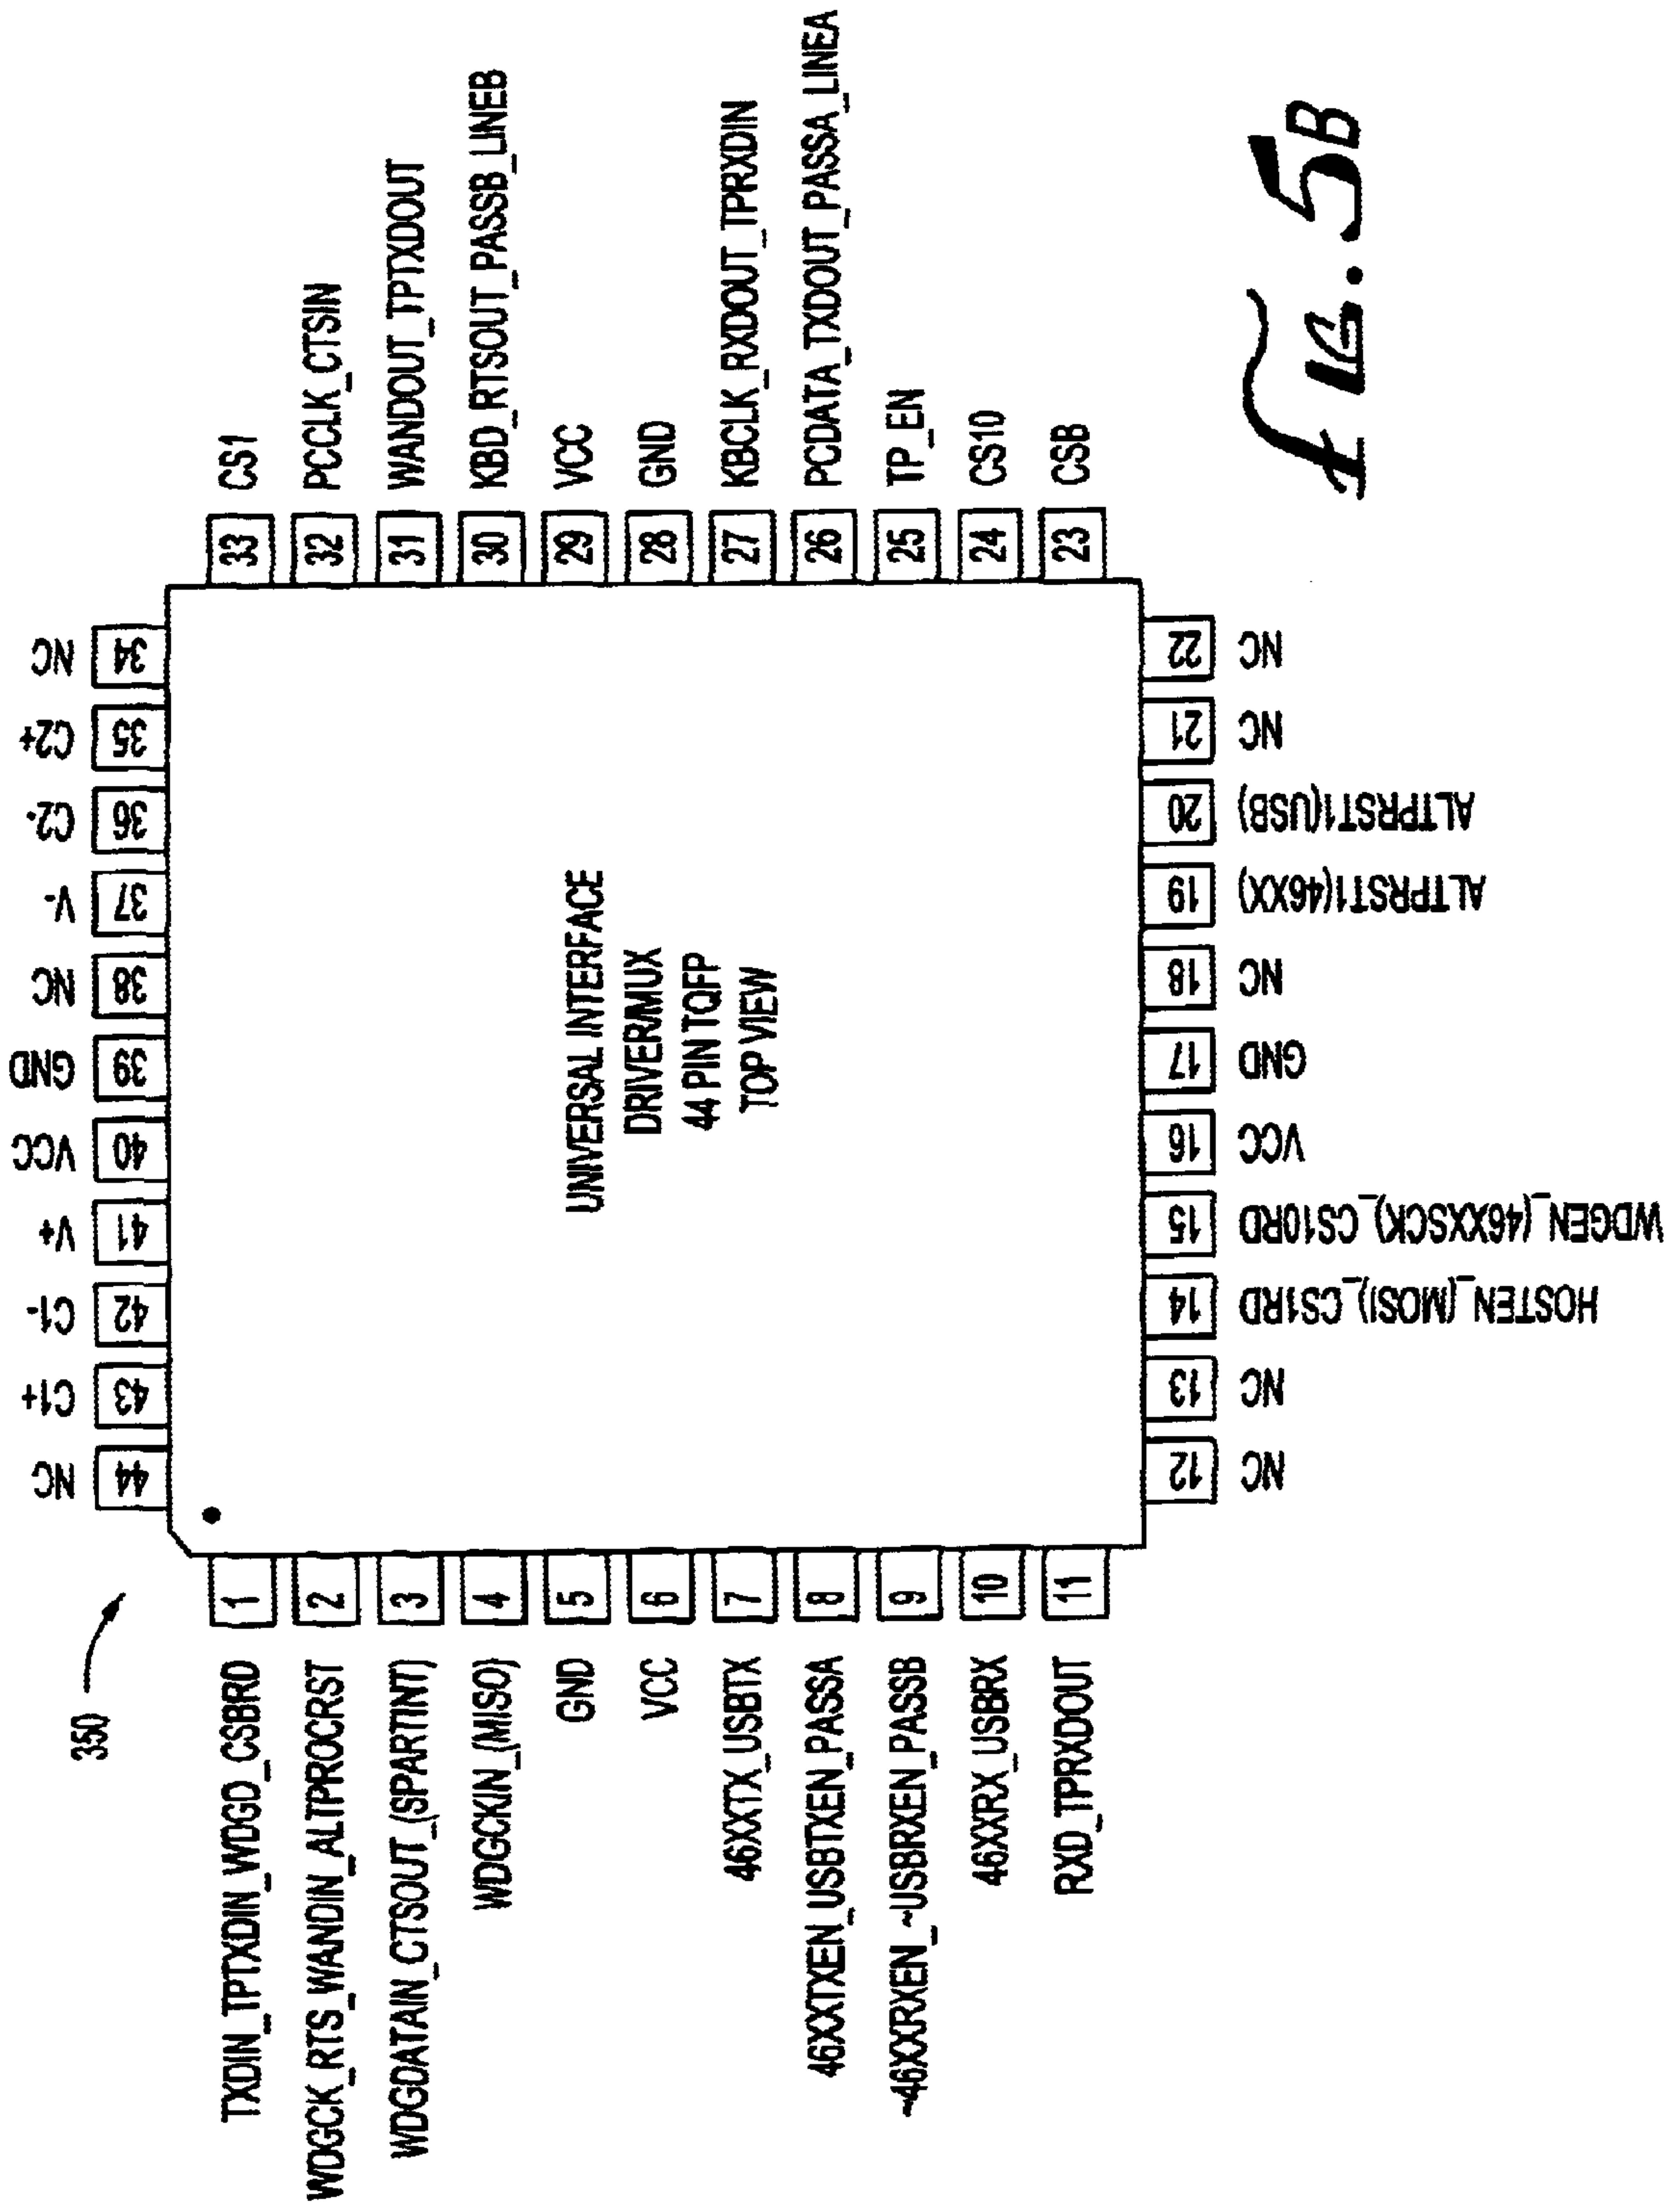 350
1 TXDIN_TPTXDIN_WDGD_CSBRD
2 WDGCK_RTS_WANDIN_ALTPROCRST
3 WDGDATAIN_CTSOUT_(SPARTINT)
4 WDGCKIN_(MISO)
5 GND
6 VCC
7 46XXTX_USBTX
8 46XXTXEN_USBTXEN_PASSA
9 ~46XXRXEN_~USBRXEN_PASSB
10 46XXRX_USBRX
11 RXD_TPRXDOUT
12 NC
13 NC
14 HOSTEN_(MOSI)_CS1RD
15 WDGEN_(46XXSCK)_CS10RD
16 VCC
17 GND
18 NC
19 ALTPRST1(46XX)
20 ALTPRST1(USB)
21 NC
22 NC
23 CSB
24 CS10
25 TP_EN
26 PCDATA_TXDOUT_PASSA_LINEA
27 KBCLK_RXDOUT_TPRXDIN
28 GND
29 VCC
30 KBD_RTSOUT_PASSB_LINEB
31 WANDOUT_TPTXDOUT
32 PCCLK_CTSIN
33 CS1
34 NC
35 C2+
36 C2-
37 V-
38 NC
39 GND
40 VCC
41 V+
42 C1-
43 C1+
44 NC
UNIVERSAL INTERFACE
DRIVER/MUX
44 PIN TQFP
TOP VIEW
FIG. 5B